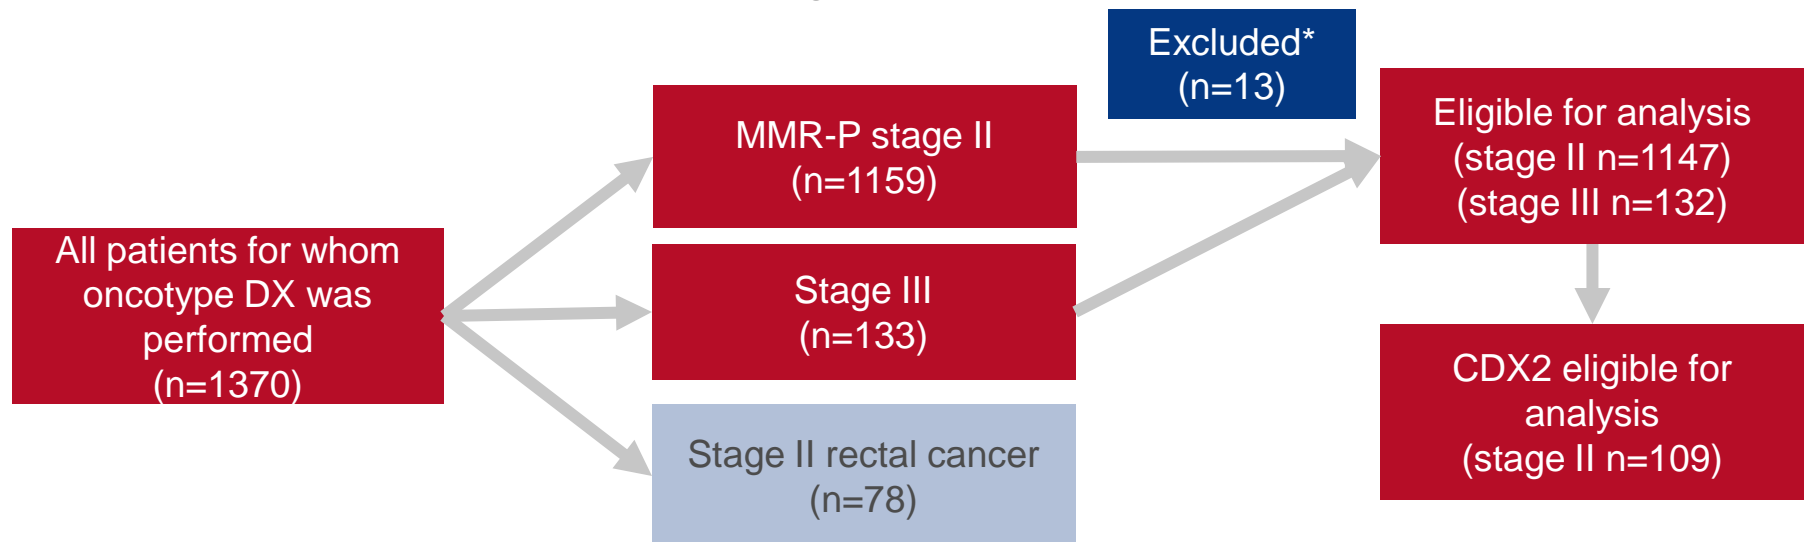 All patients for whom
oncotype DX was
performed
(n=1370)
MMR-P stage II
(n=1159)
Stage III
(n=133)
Stage II rectal cancer
(n=78)
Excluded*
(n=13)
Eligible for analysis
(stage II n=1147)
(stage III n=132)
CDX2 eligible for
analysis
(stage II n=109)